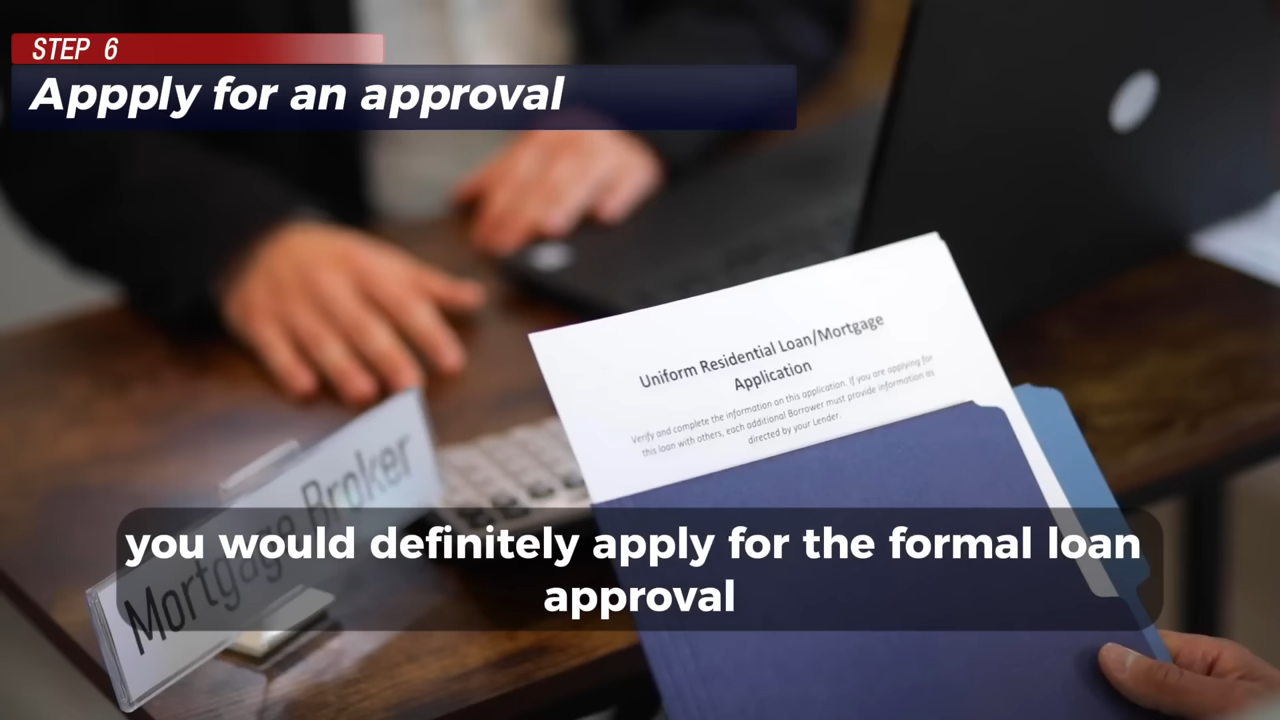 STEP 6
Appply for an approval
Uniform Residential Loan/Mortgage
Application
Verify and complete the information on this application. If you are applying for
this loan with others, each additional Borrower must provide information as
directed by your Lender.
Mortgage Broker
you would definitely apply for the formal loan
approval